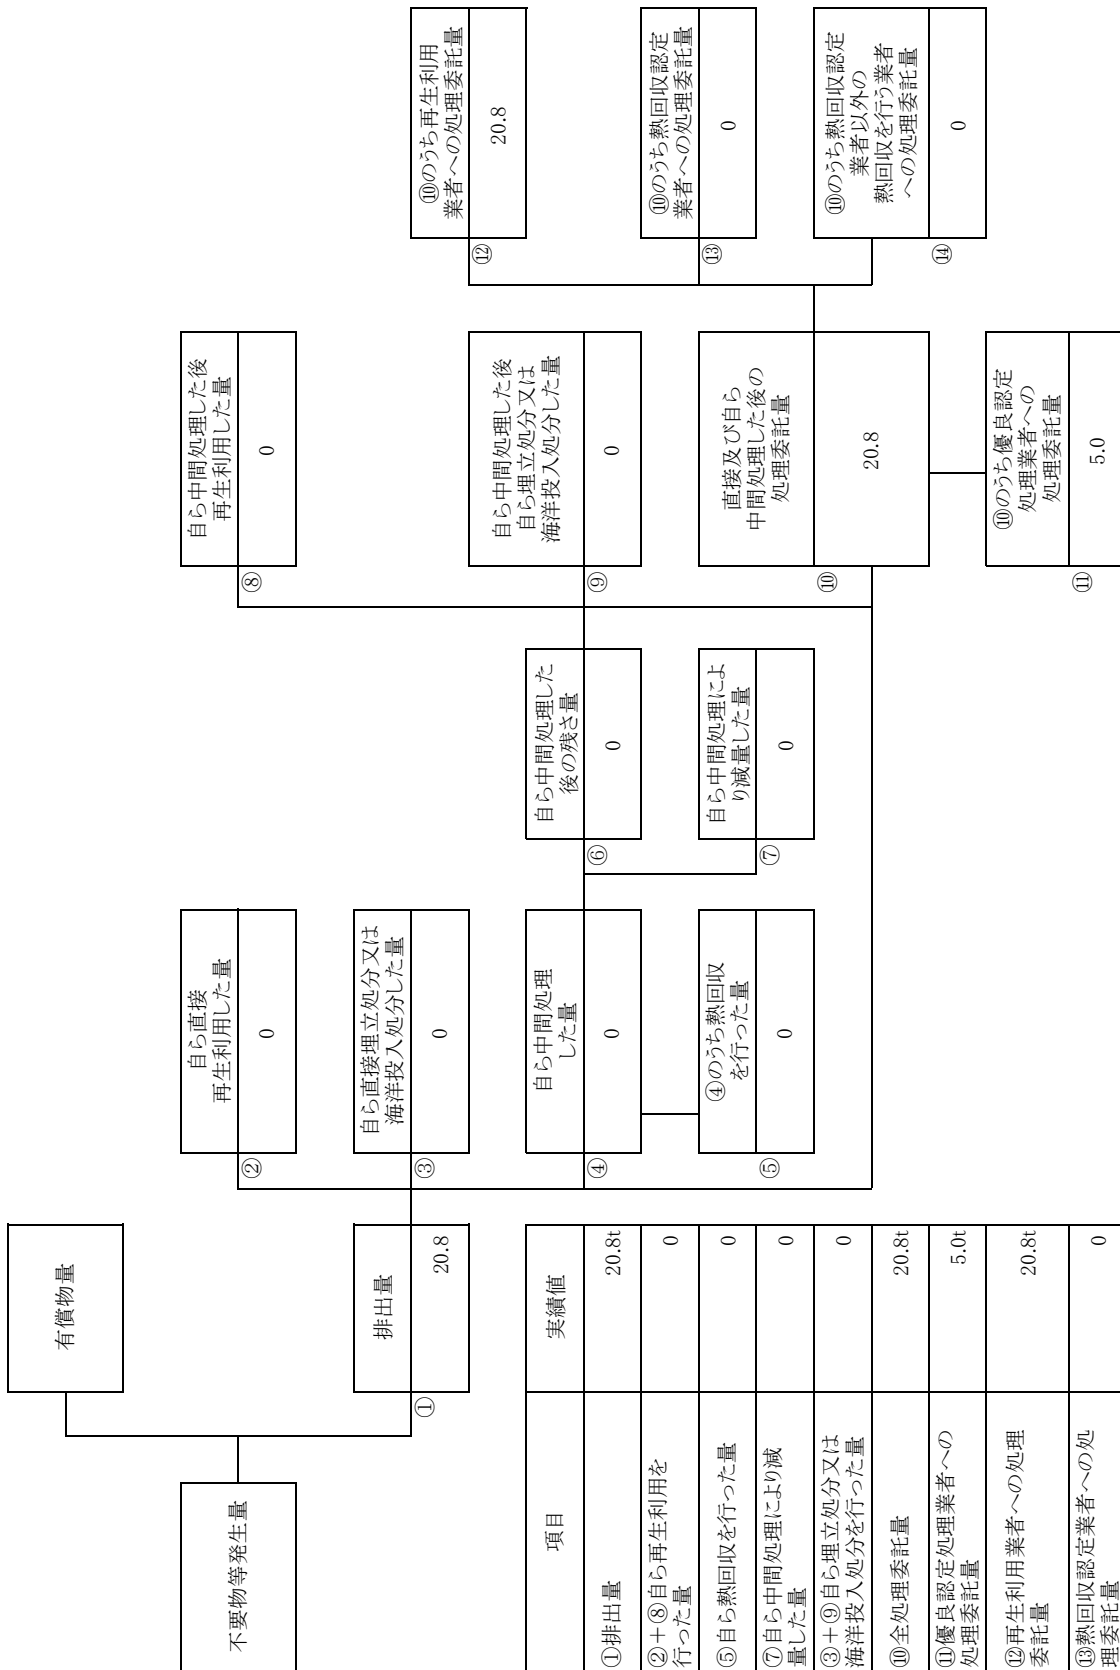 有償物量
不要物等発生量
排出量
①
20.8
自ら直接
再生利用した量
②
0
自ら直接埋立処分又は
海洋投入処分した量
③
0
自ら中間処理
した量
④
0
④のうち熱回収
を行った量
⑤
0
自ら中間処理した
後の残さ量
⑥
0
自ら中間処理によ
り減量した量
⑦
0
自ら中間処理した後
再生利用した量
⑧
0
自ら中間処理した後
自ら埋立処分又は
海洋投入処分した量
⑨
0
直接及び自ら
中間処理した後の
処理委託量
⑩
20.8
⑩のうち優良認定
処理業者への
処理委託量
⑪
5.0
⑩のうち再生利用
業者への処理委託量
⑫
20.8
⑩のうち熱回収認定
業者への処理委託量
⑬
0
⑩のうち熱回収認定
業者以外の
熱回収を行う業者
への処理委託量
⑭
0
項目
実績値
①排出量
20.8t
②+⑧自ら再生利用を
行った量
0
⑤自ら熱回収を行った量
0
⑦自ら中間処理により減
量した量
0
③+⑨自ら埋立処分又は
海洋投入処分を行った量
0
⑩全処理委託量
20.8t
⑪優良認定処理業者への
処理委託量
5.0t
⑫再生利用業者への処理
委託量
20.8t
⑬熱回収認定業者への処
理委託量
0